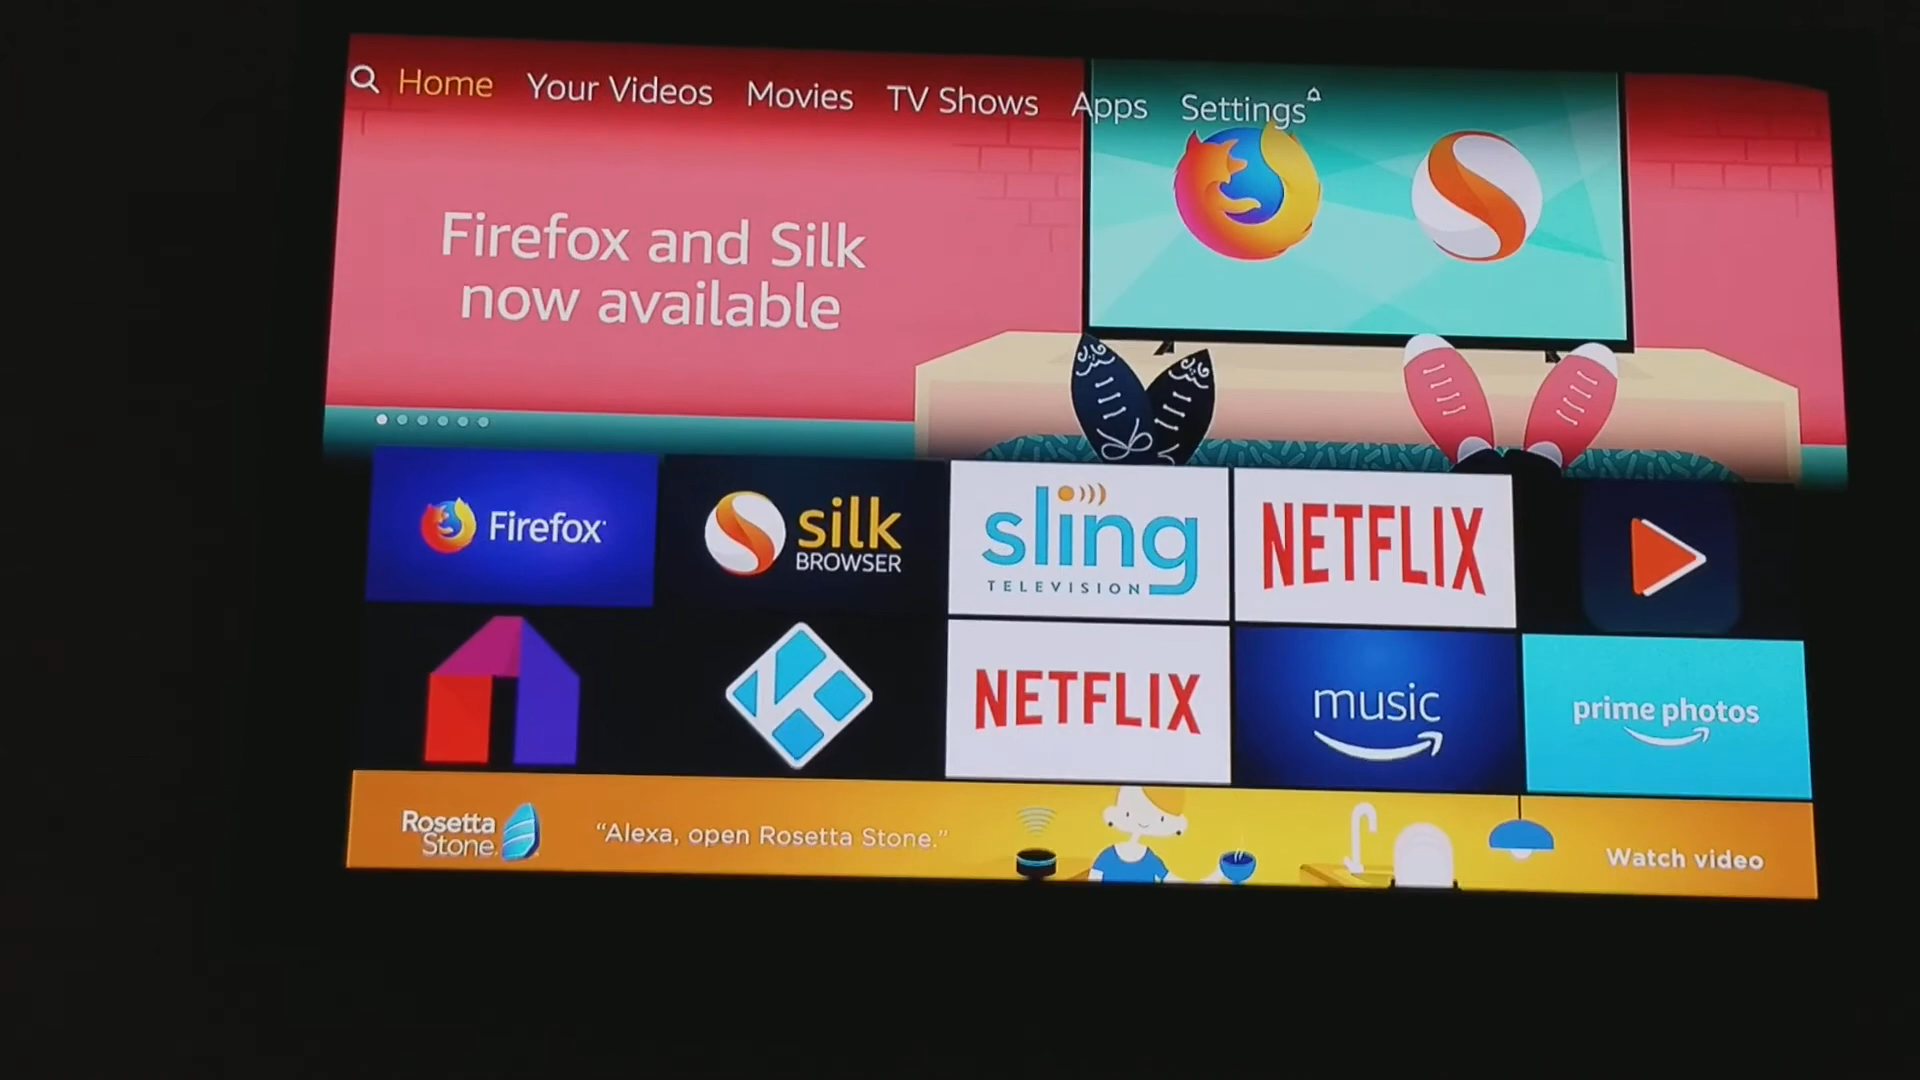 Home Your Videos Movies TV Shows Apps Settings
Firefox and Silk
now available
Firefox
silk
BROWSER
sling
TELEVISION
NETFLIX
NETFLIX
music
prime photos
Rosetta
Stone
"Alexa, open Rosetta Stone."
Watch video